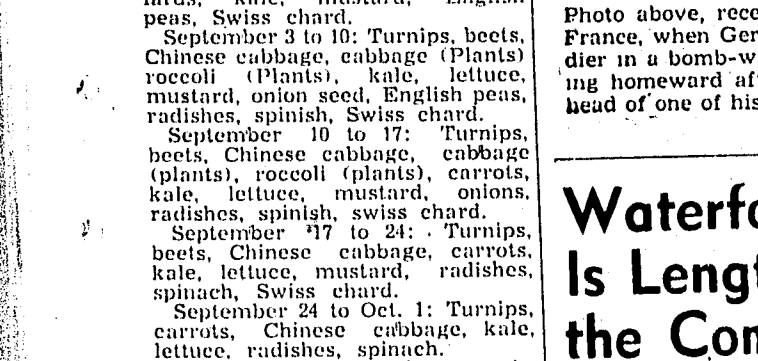 peas, Swiss chard.
September 3 to 10: Turnips, beets,
Chinese cabbage, cabbage (Plants)
roccoli (Plants), kale, lettuce,
mustard, onion seed, English peas,
radishes, spinish, Swiss chard.
September 10 to 17: Turnips,
beets, Chinese cabbage, cabbage
(plants), roccoli (plants), carrots,
kale, lettuce, mustard, onions,
radishes, spinish, swiss chard.
September 17 to 24: Turnips,
beets, Chinese cabbage, carrots,
kale, lettuce, mustard, radishes,
spinach, Swiss chard.
September 24 to Oct. 1: Turnips,
carrots, Chinese cabbage, kale,
lettuce, radishes, spinach.
Photo above, rece
France, when Ger
dier in a bomb-w
ing homeward af
head of one of his
Waterfo
Is Lengt
the Con